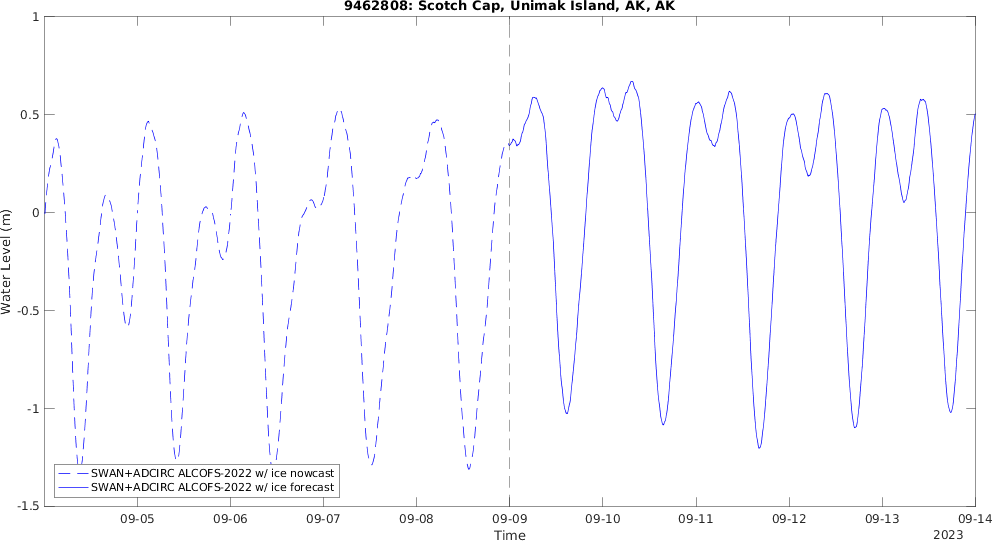 9462808: Scotch Cap, Unimak Island, AK, AK
Water Level (m)
1
0.5
0
-0.5
-1
-1.5
SWAN+ADCIRC ALCOFS-2022 w/ ice nowcast
SWAN+ADCIRC ALCOFS-2022 w/ ice forecast
09-05 09-06 09-07 09-08 09-09 09-10 09-11 09-12 09-13 09-14
Time
2023